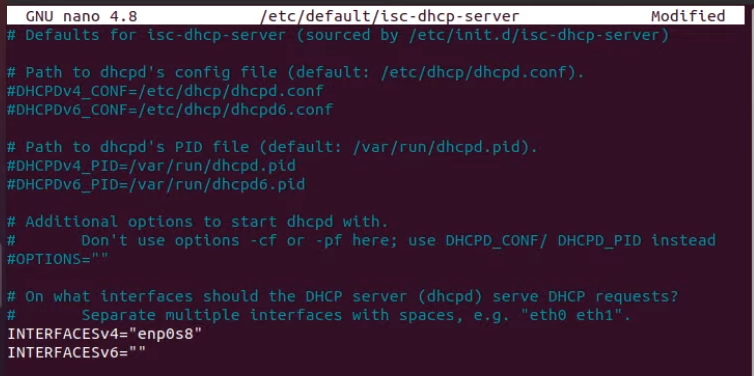 GNU nano 4.8 /etc/default/isc-dhcp-server Modified
# Defaults for isc-dhcp-server (sourced by /etc/init.d/isc-dhcp-server)
# Path to dhcpd's config file (default: /etc/dhcp/dhcpd.conf).
#DHCPDv4_CONF=/etc/dhcp/dhcpd.conf
#DHCPDv6_CONF=/etc/dhcp/dhcpd6.conf
# Path to dhcpd's PID file (default: /var/run/dhcpd.pid).
#DHCPDv4_PID=/var/run/dhcpd.pid
#DHCPDv6_PID=/var/run/dhcpd6.pid
# Additional options to start dhcpd with.
#       Don't use options -cf or -pf here; use DHCPD_CONF/ DHCPD_PID instead
#OPTIONS=""
# On what interfaces should the DHCP server (dhcpd) serve DHCP requests?
#       Separate multiple interfaces with spaces, e.g. "eth0 eth1".
INTERFACESv4="enp0s8"
INTERFACESv6=""